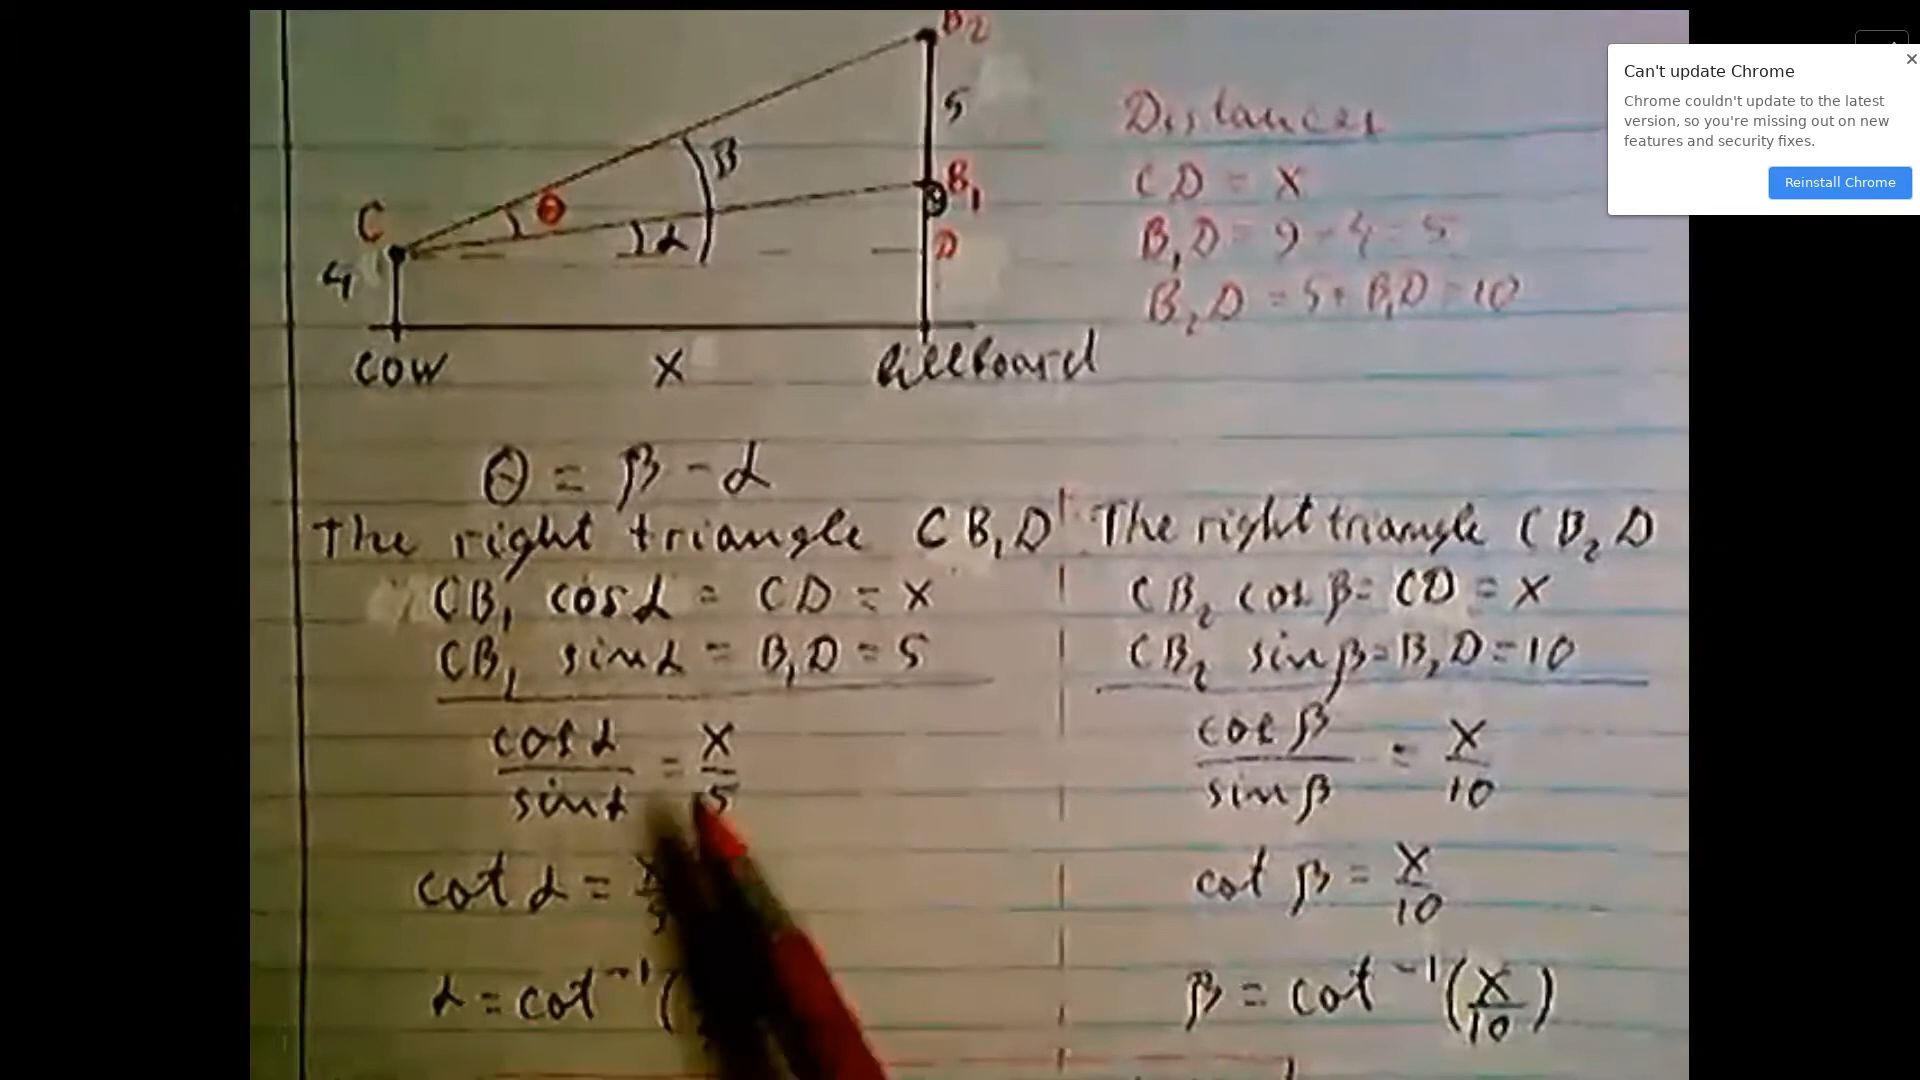 B2
5
β
C
θ
B1
α
D
4
cow
x
billboard
Distances
CD = x
B1D = 9 - 4 = 5
B2D = 5 + B1D = 10
Can't update Chrome
Chrome couldn't update to the latest
version, so you're missing out on new
features and security fixes.
Reinstall Chrome
θ = β - α
The right triangle CB1D
CB1 cos α = CD = x
CB1 sin α = B1D = 5
cos α / sin α = x / 5
cot α = x / 5
α = cot⁻¹(
The right triangle CB2D
CB2 cos β = CD = x
CB2 sin β = B2D = 10
cos β / sin β = x / 10
cot β = x / 10
β = cot⁻¹(x / 10)